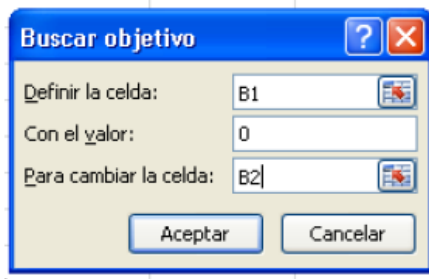 Buscar objetivo
Definir la celda: B1
Con el valor: 0
Para cambiar la celda: B2
Aceptar Cancelar